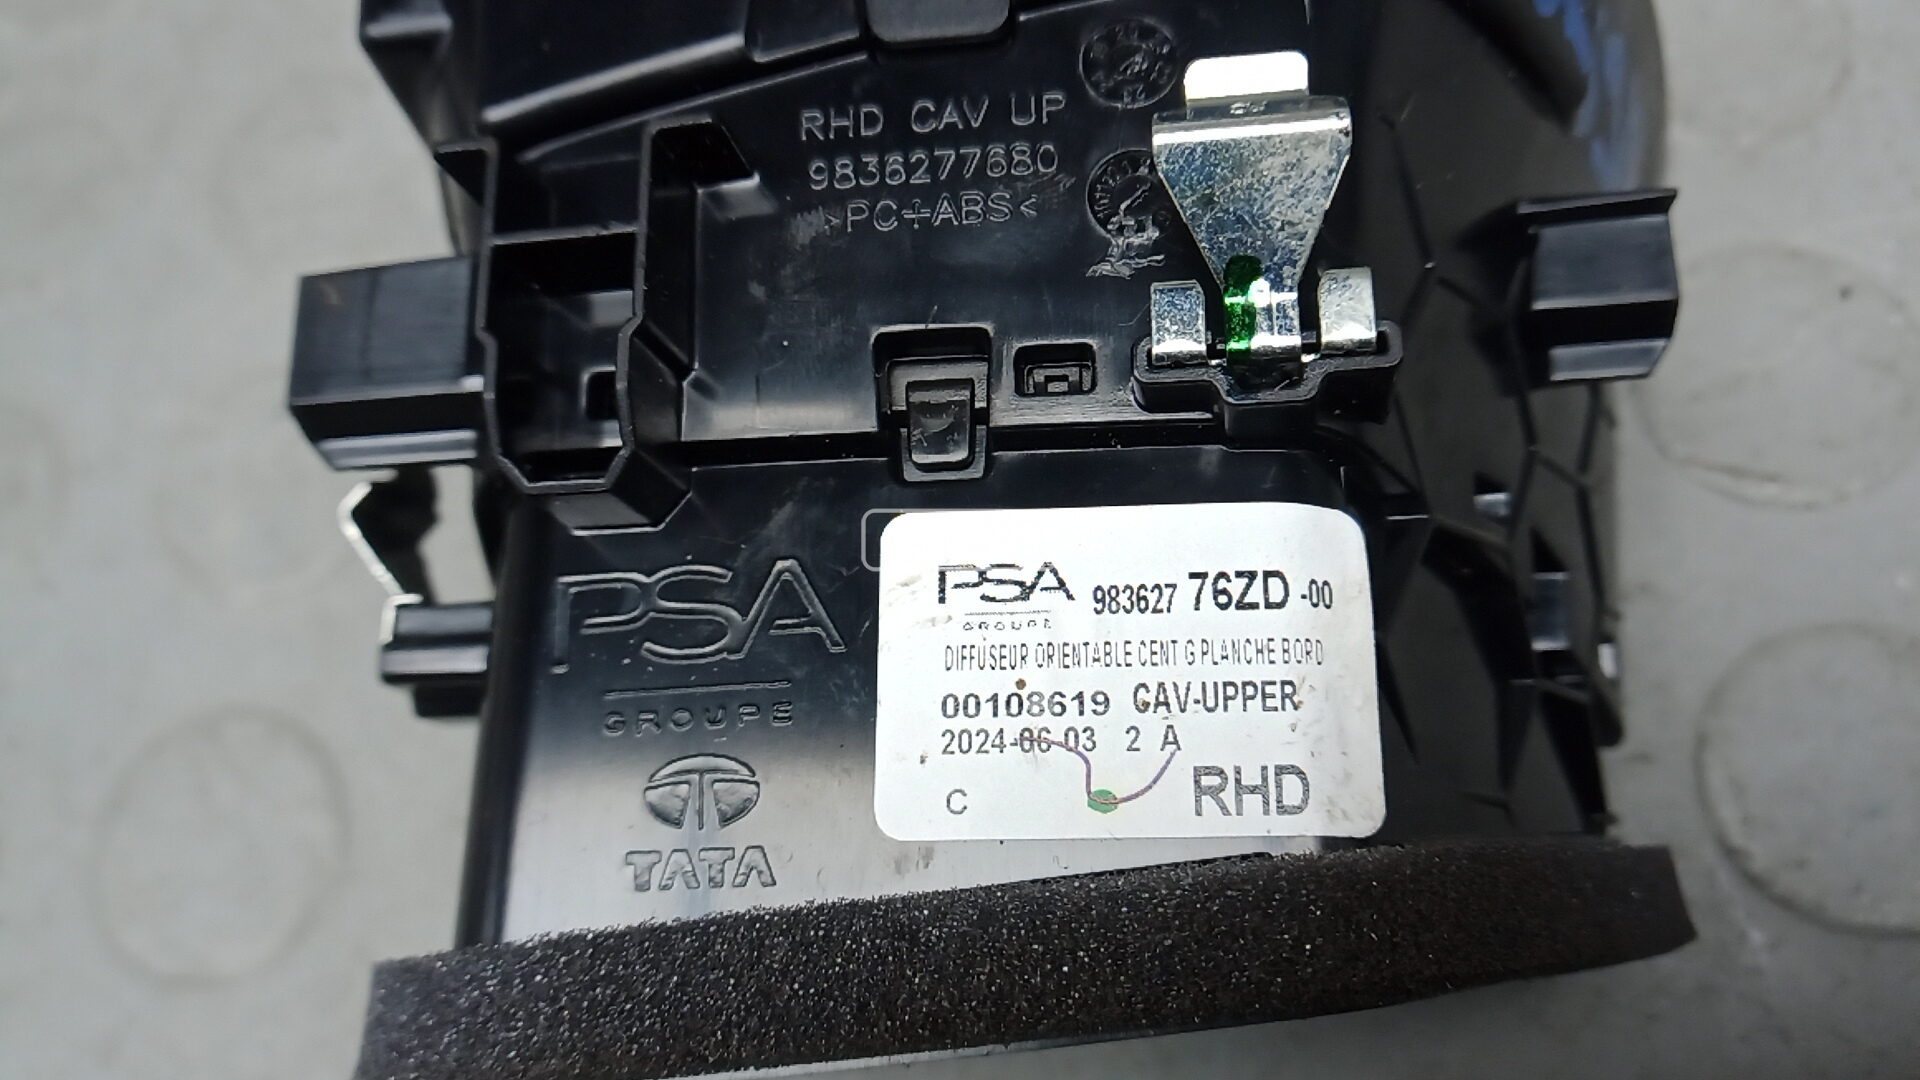 RHD CAV UP
9836277680
>PC+ABS<
PSA
GROUPE
TATA
PSA
GROUPE
983627 76ZD -00
DIFFUSEUR ORIENTABLE CENT G PLANCHE BORD
00108619 CAV-UPPER
2024-06-03 2 A
C RHD